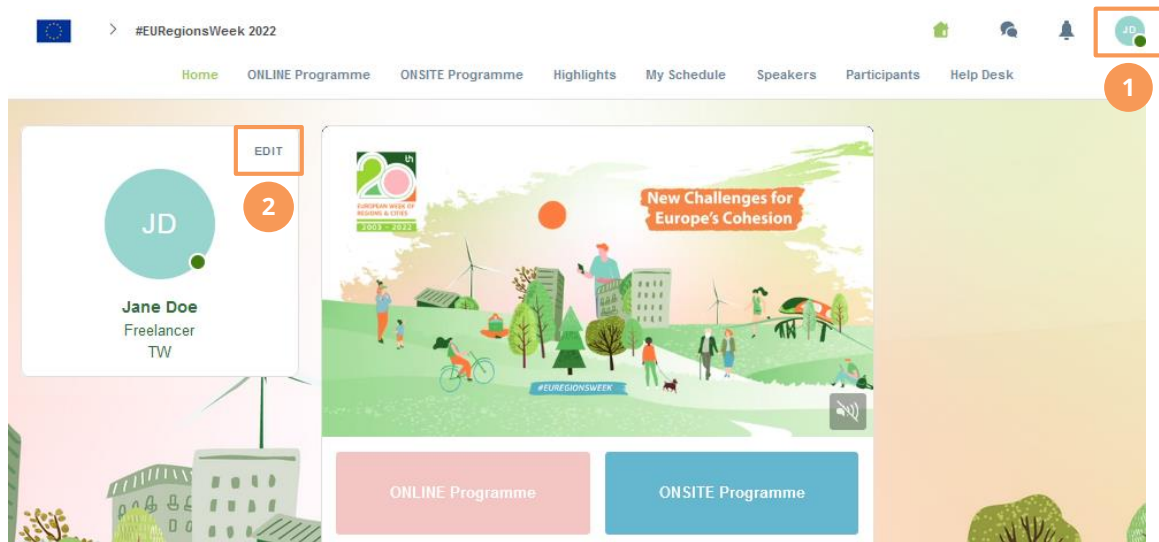 #EURegionsWeek 2022
JD
Home ONLINE Programme ONSITE Programme Highlights My Schedule Speakers Participants Help Desk
1
EDIT
2
JD
Jane Doe
Freelancer
TW
20
EUROPEAN WEEK OF
REGIONS & CITIES
2003 - 2022
New Challenges for
Europe's Cohesion
#EUREGIONSWEEK
ONLINE Programme
ONSITE Programme